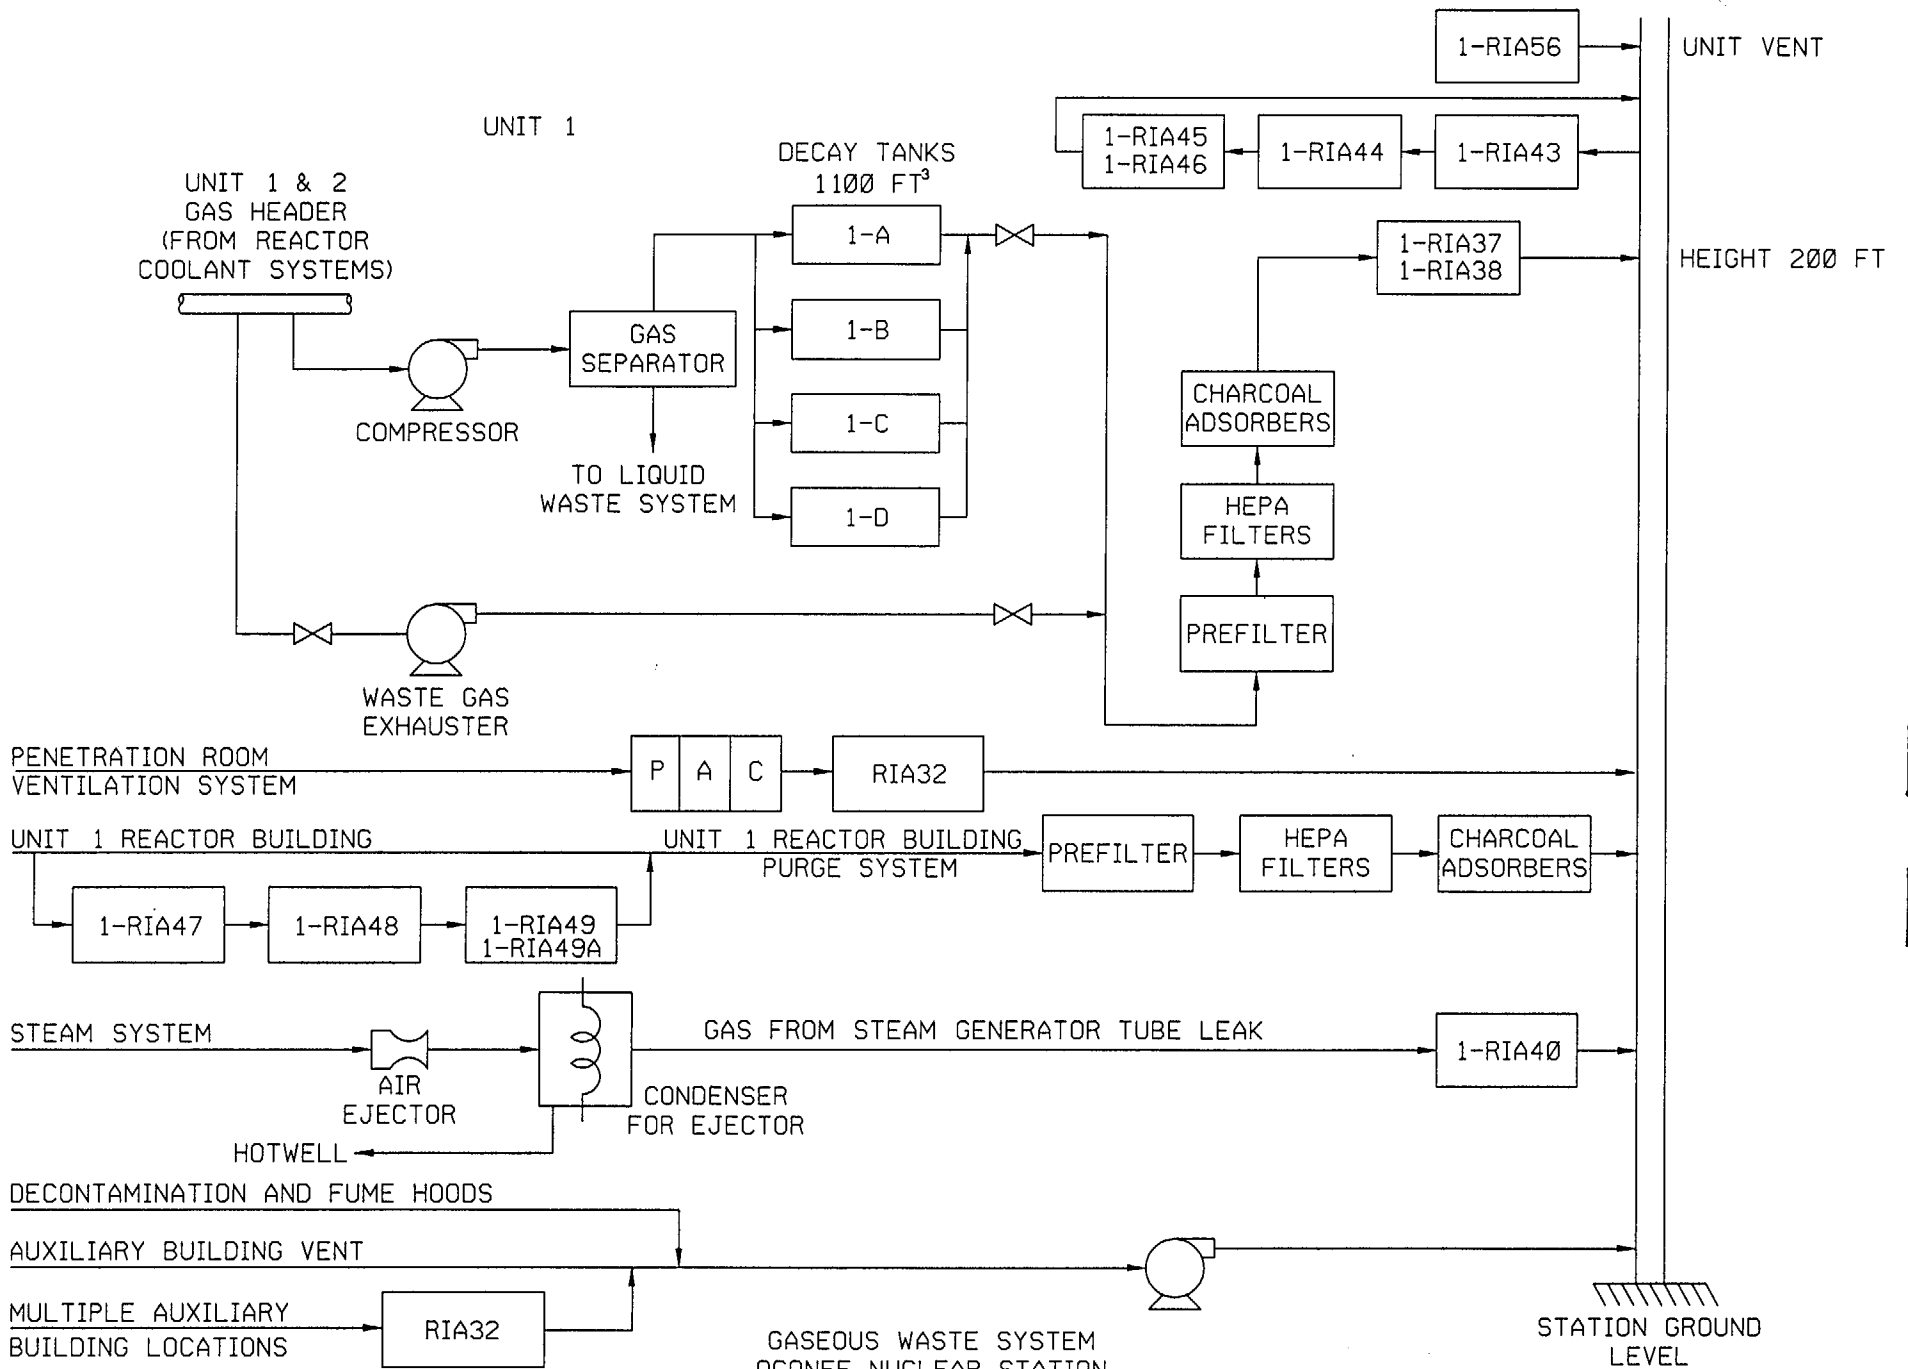 1-RIA56
UNIT VENT
UNIT 1
1-RIA45
1-RIA46
1-RIA44
1-RIA43
DECAY TANKS
1100 FT³
UNIT 1 & 2
GAS HEADER
(FROM REACTOR
COOLANT SYSTEMS)
1-A
1-RIA37
1-RIA38
HEIGHT 200 FT
GAS
SEPARATOR
1-B
CHARCOAL
ADSORBERS
COMPRESSOR
1-C
TO LIQUID
WASTE SYSTEM
1-D
HEPA
FILTERS
PREFILTER
WASTE GAS
EXHAUSTER
PENETRATION ROOM
VENTILATION SYSTEM
P A C
RIA32
UNIT 1 REACTOR BUILDING
UNIT 1 REACTOR BUILDING
PURGE SYSTEM
PREFILTER
HEPA
FILTERS
CHARCOAL
ADSORBERS
1-RIA47
1-RIA48
1-RIA49
1-RIA49A
STEAM SYSTEM
AIR
EJECTOR
GAS FROM STEAM GENERATOR TUBE LEAK
1-RIA40
CONDENSER
FOR EJECTOR
HOTWELL
DECONTAMINATION AND FUME HOODS
AUXILIARY BUILDING VENT
MULTIPLE AUXILIARY
BUILDING LOCATIONS
RIA32
STATION GROUND
LEVEL
GASEOUS WASTE SYSTEM
OCONEE NUCLEAR STATION